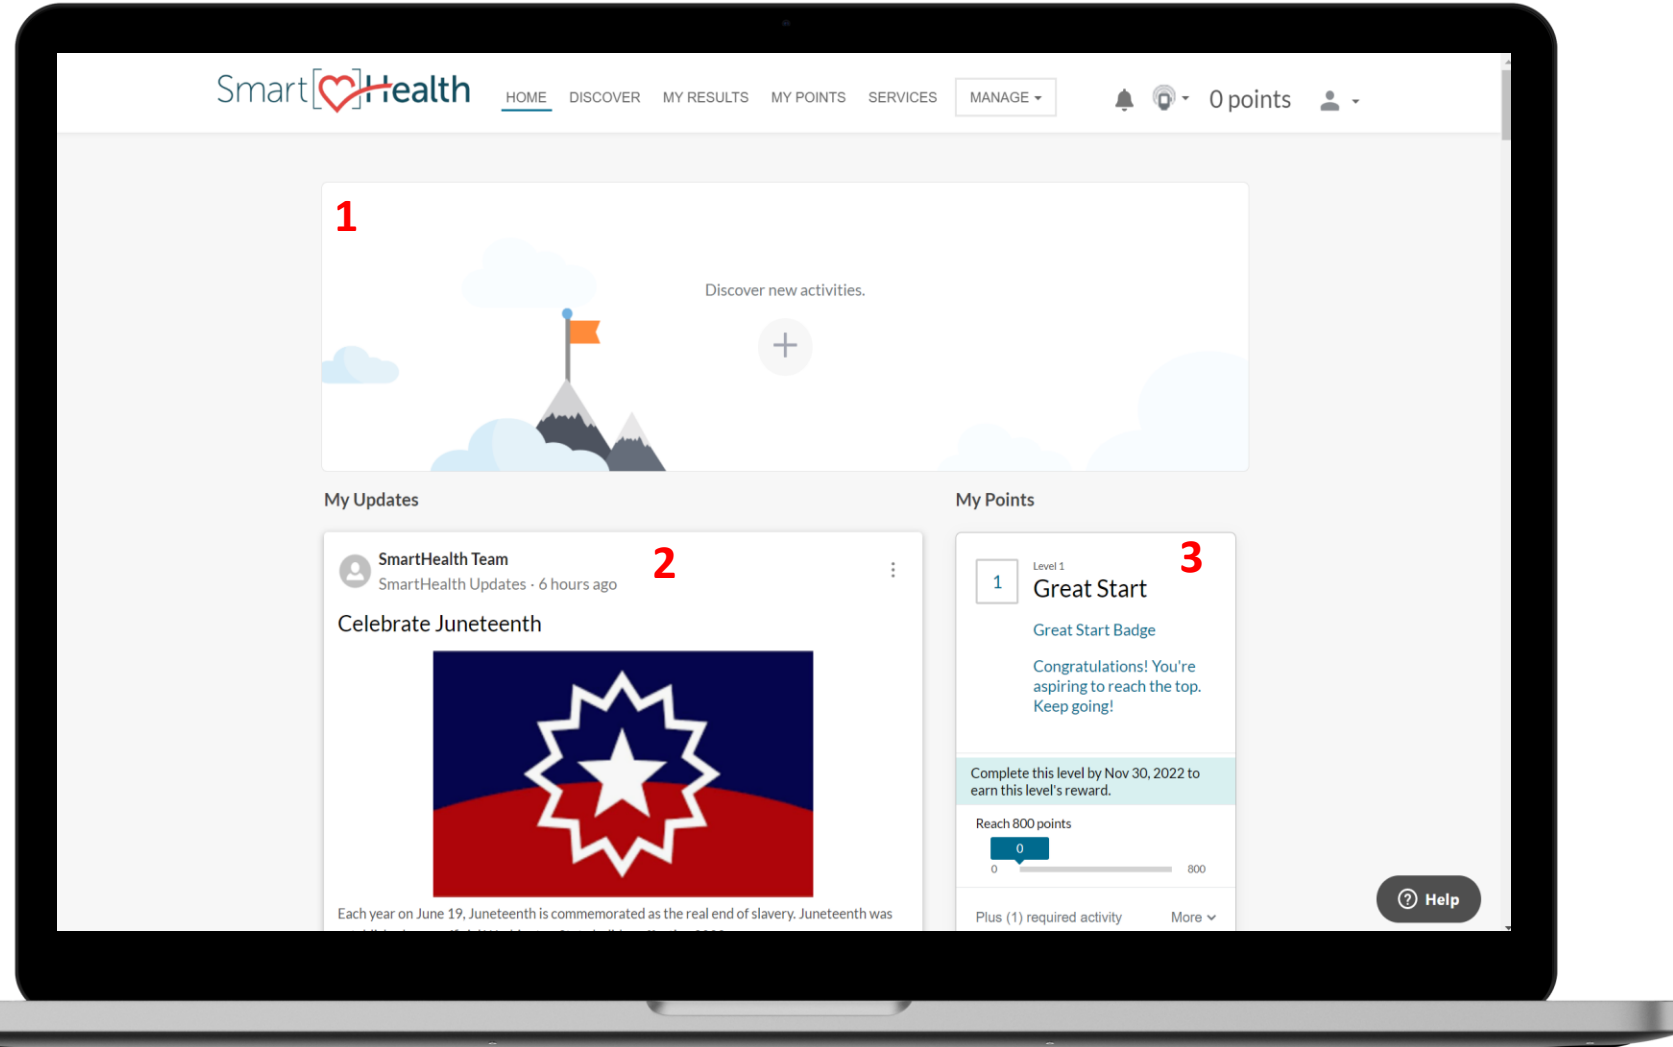 Smart[♡]Health
HOME DISCOVER MY RESULTS MY POINTS SERVICES MANAGE 0 points
1
Discover new activities.
My Updates
2
SmartHealth Team
SmartHealth Updates · 6 hours ago
Celebrate Juneteenth
Each year on June 19, Juneteenth is commemorated as the real end of slavery. Juneteenth was
My Points
3
1
Level 1
Great Start
Great Start Badge
Congratulations! You're
aspiring to reach the top.
Keep going!
Complete this level by Nov 30, 2022 to
earn this level's reward.
Reach 800 points
0
0 800
Plus (1) required activity More
Help